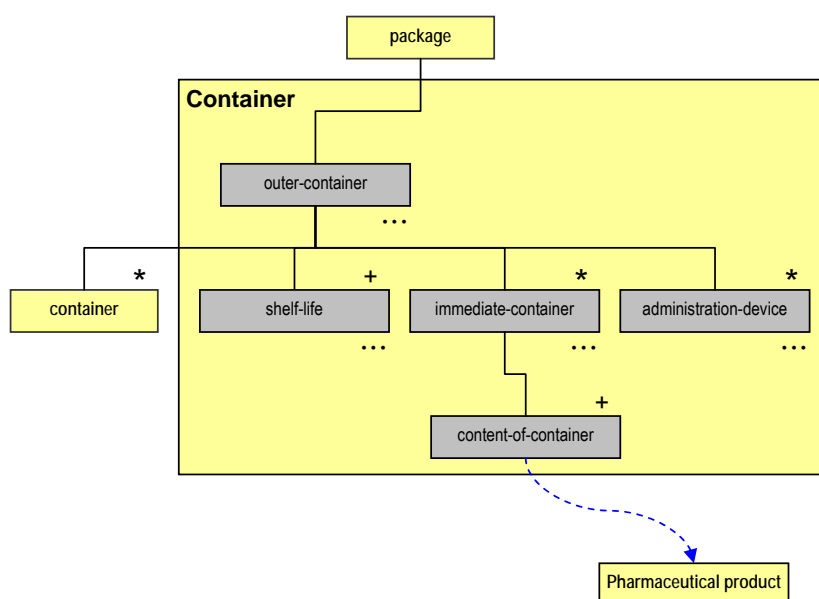 package
Container
outer-container
...
*
container
+
shelf-life
...
*
immediate-container
...
*
administration-device
...
+
content-of-container
Pharmaceutical product